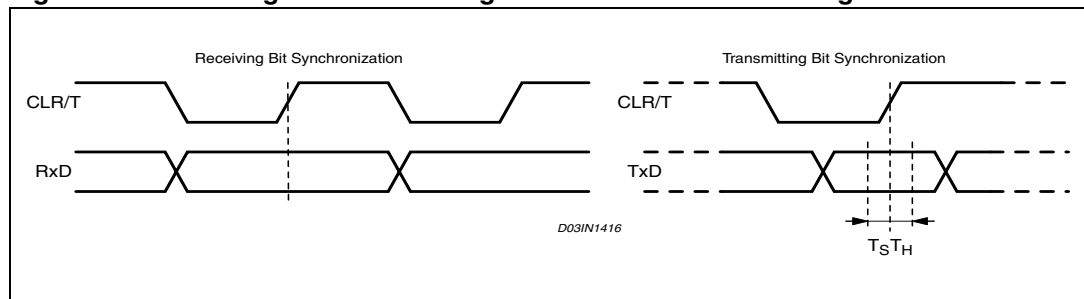 Receiving Bit Synchronization
Transmitting Bit Synchronization
CLR/T
CLR/T
RxD
TxD
D03IN1416
TSTH